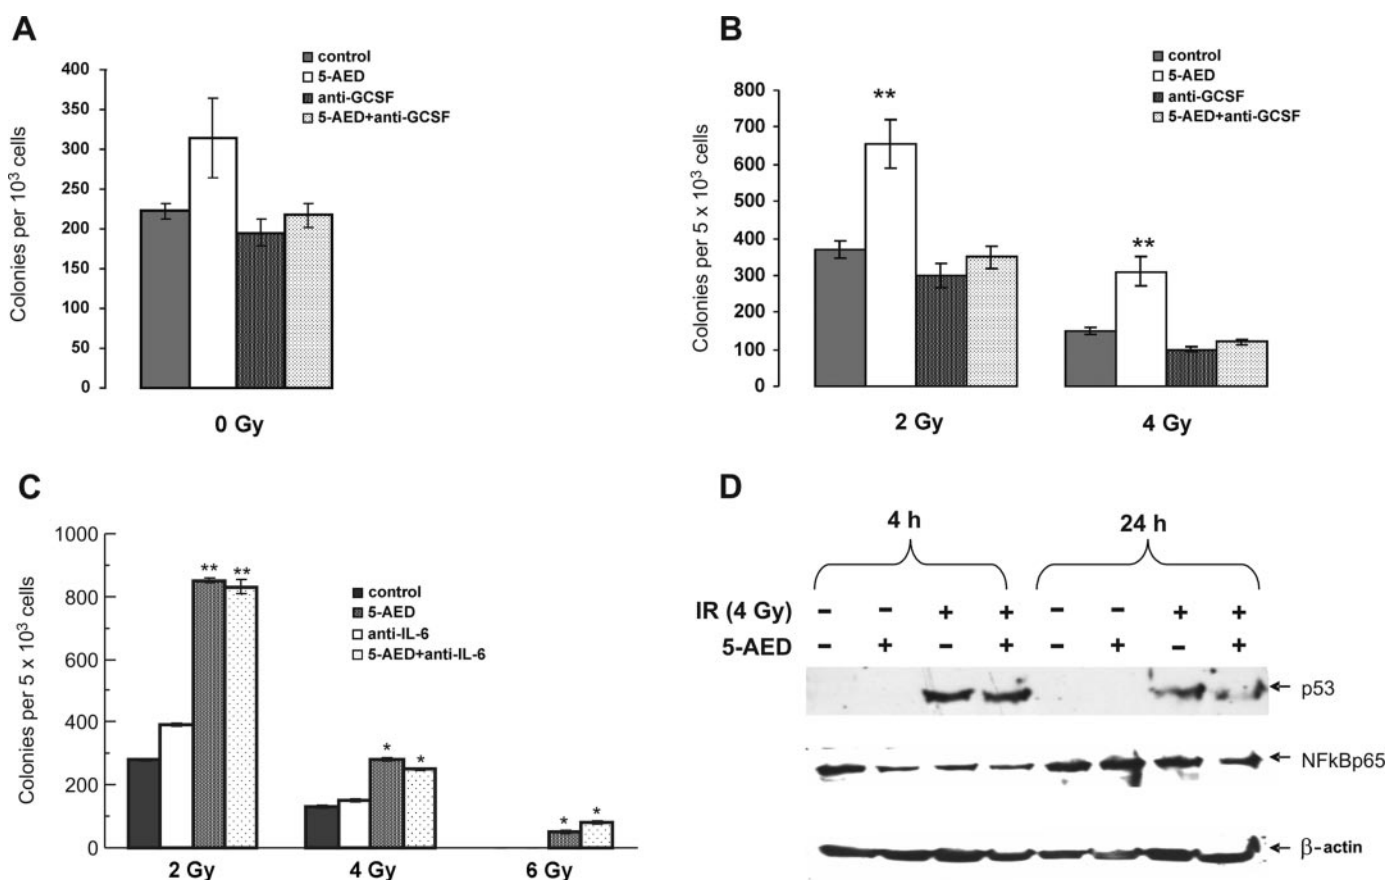 A
control
5-AED
anti-GCSF
5-AED+anti-GCSF
Colonies per 10³ cells
400
350
300
250
200
150
100
50
0
0 Gy
B
control
5-AED
anti-GCSF
5-AED+anti-GCSF
Colonies per 5 x 10³ cells
800
700
600
500
400
300
200
100
0
**
**
2 Gy
4 Gy
C
control
5-AED
anti-IL-6
5-AED+anti-IL-6
Colonies per 5 x 10³ cells
1000
800
600
400
200
0
** **
* *
* *
2 Gy
4 Gy
6 Gy
D
4 h
24 h
IR (4 Gy) - - + + - - + +
5-AED - + - + - + - +
p53
NFkBp65
β-actin